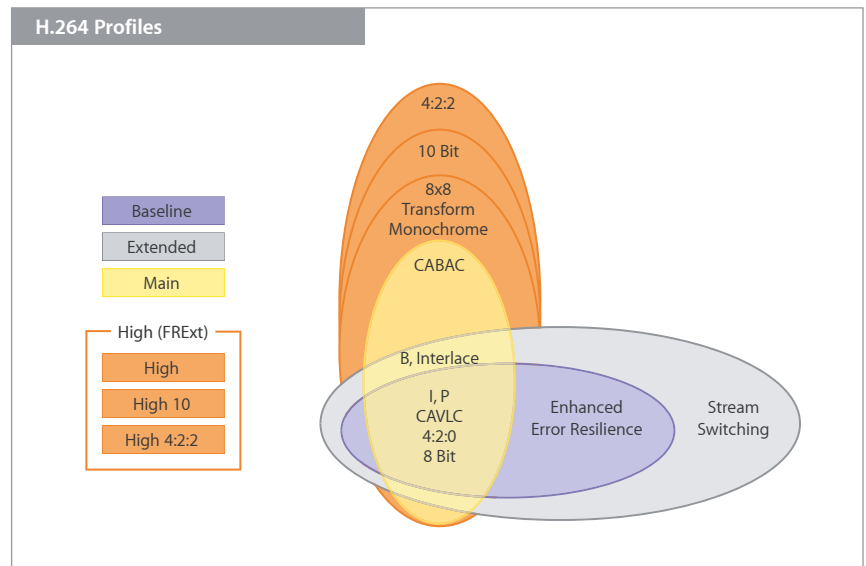 H.264 Profiles
Baseline
Extended
Main
High (FRExt)
High
High 10
High 4:2:2
4:2:2
10 Bit
8x8
Transform
Monochrome
CABAC
B, Interlace
I, P
CAVLC
4:2:0
8 Bit
Enhanced
Error Resilience
Stream
Switching